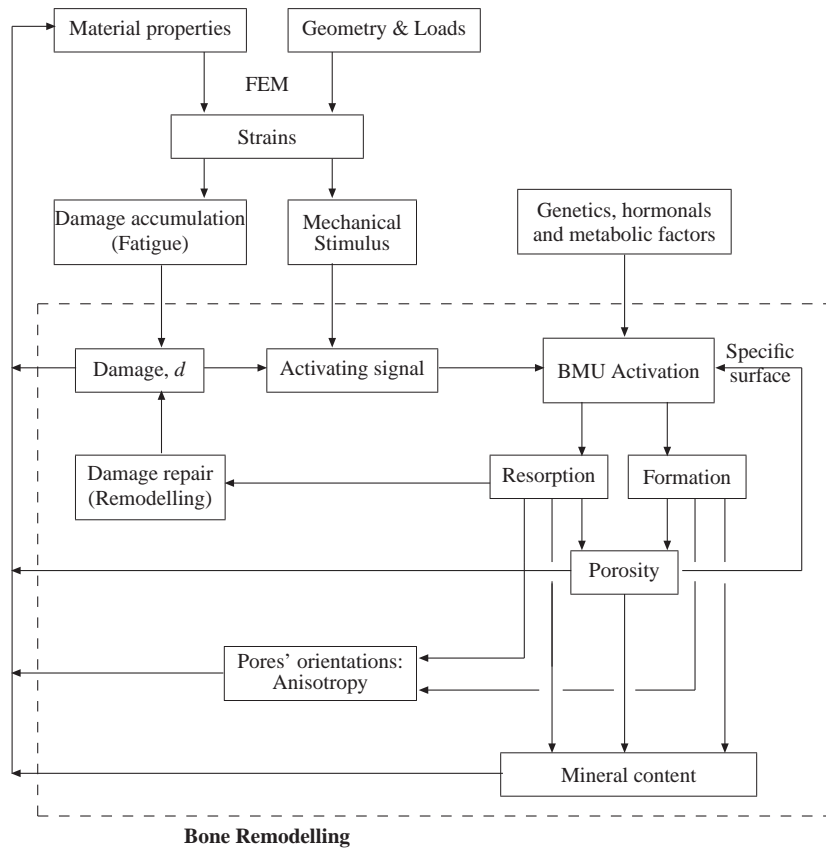 Material properties
Geometry & Loads
FEM
Strains
Damage accumulation
(Fatigue)
Mechanical
Stimulus
Genetics, hormonals
and metabolic factors
Damage, d
Activating signal
BMU Activation
Specific
surface
Damage repair
(Remodelling)
Resorption
Formation
Porosity
Pores' orientations:
Anisotropy
Mineral content
Bone Remodelling